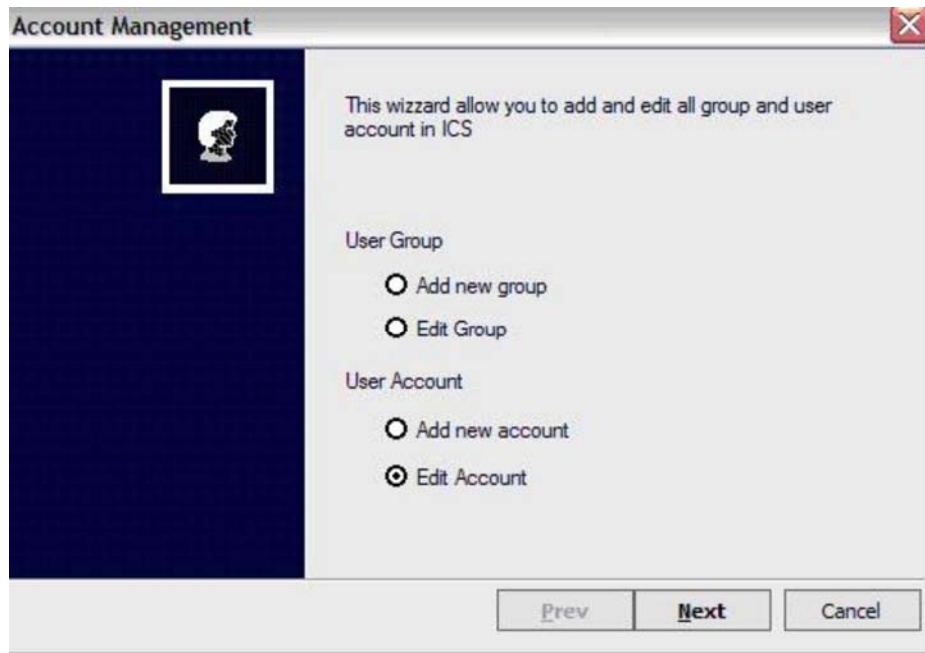 Account Management
This wizzard allow you to add and edit all group and user
account in ICS
User Group
Add new group
Edit Group
User Account
Add new account
Edit Account
Prev
Next
Cancel